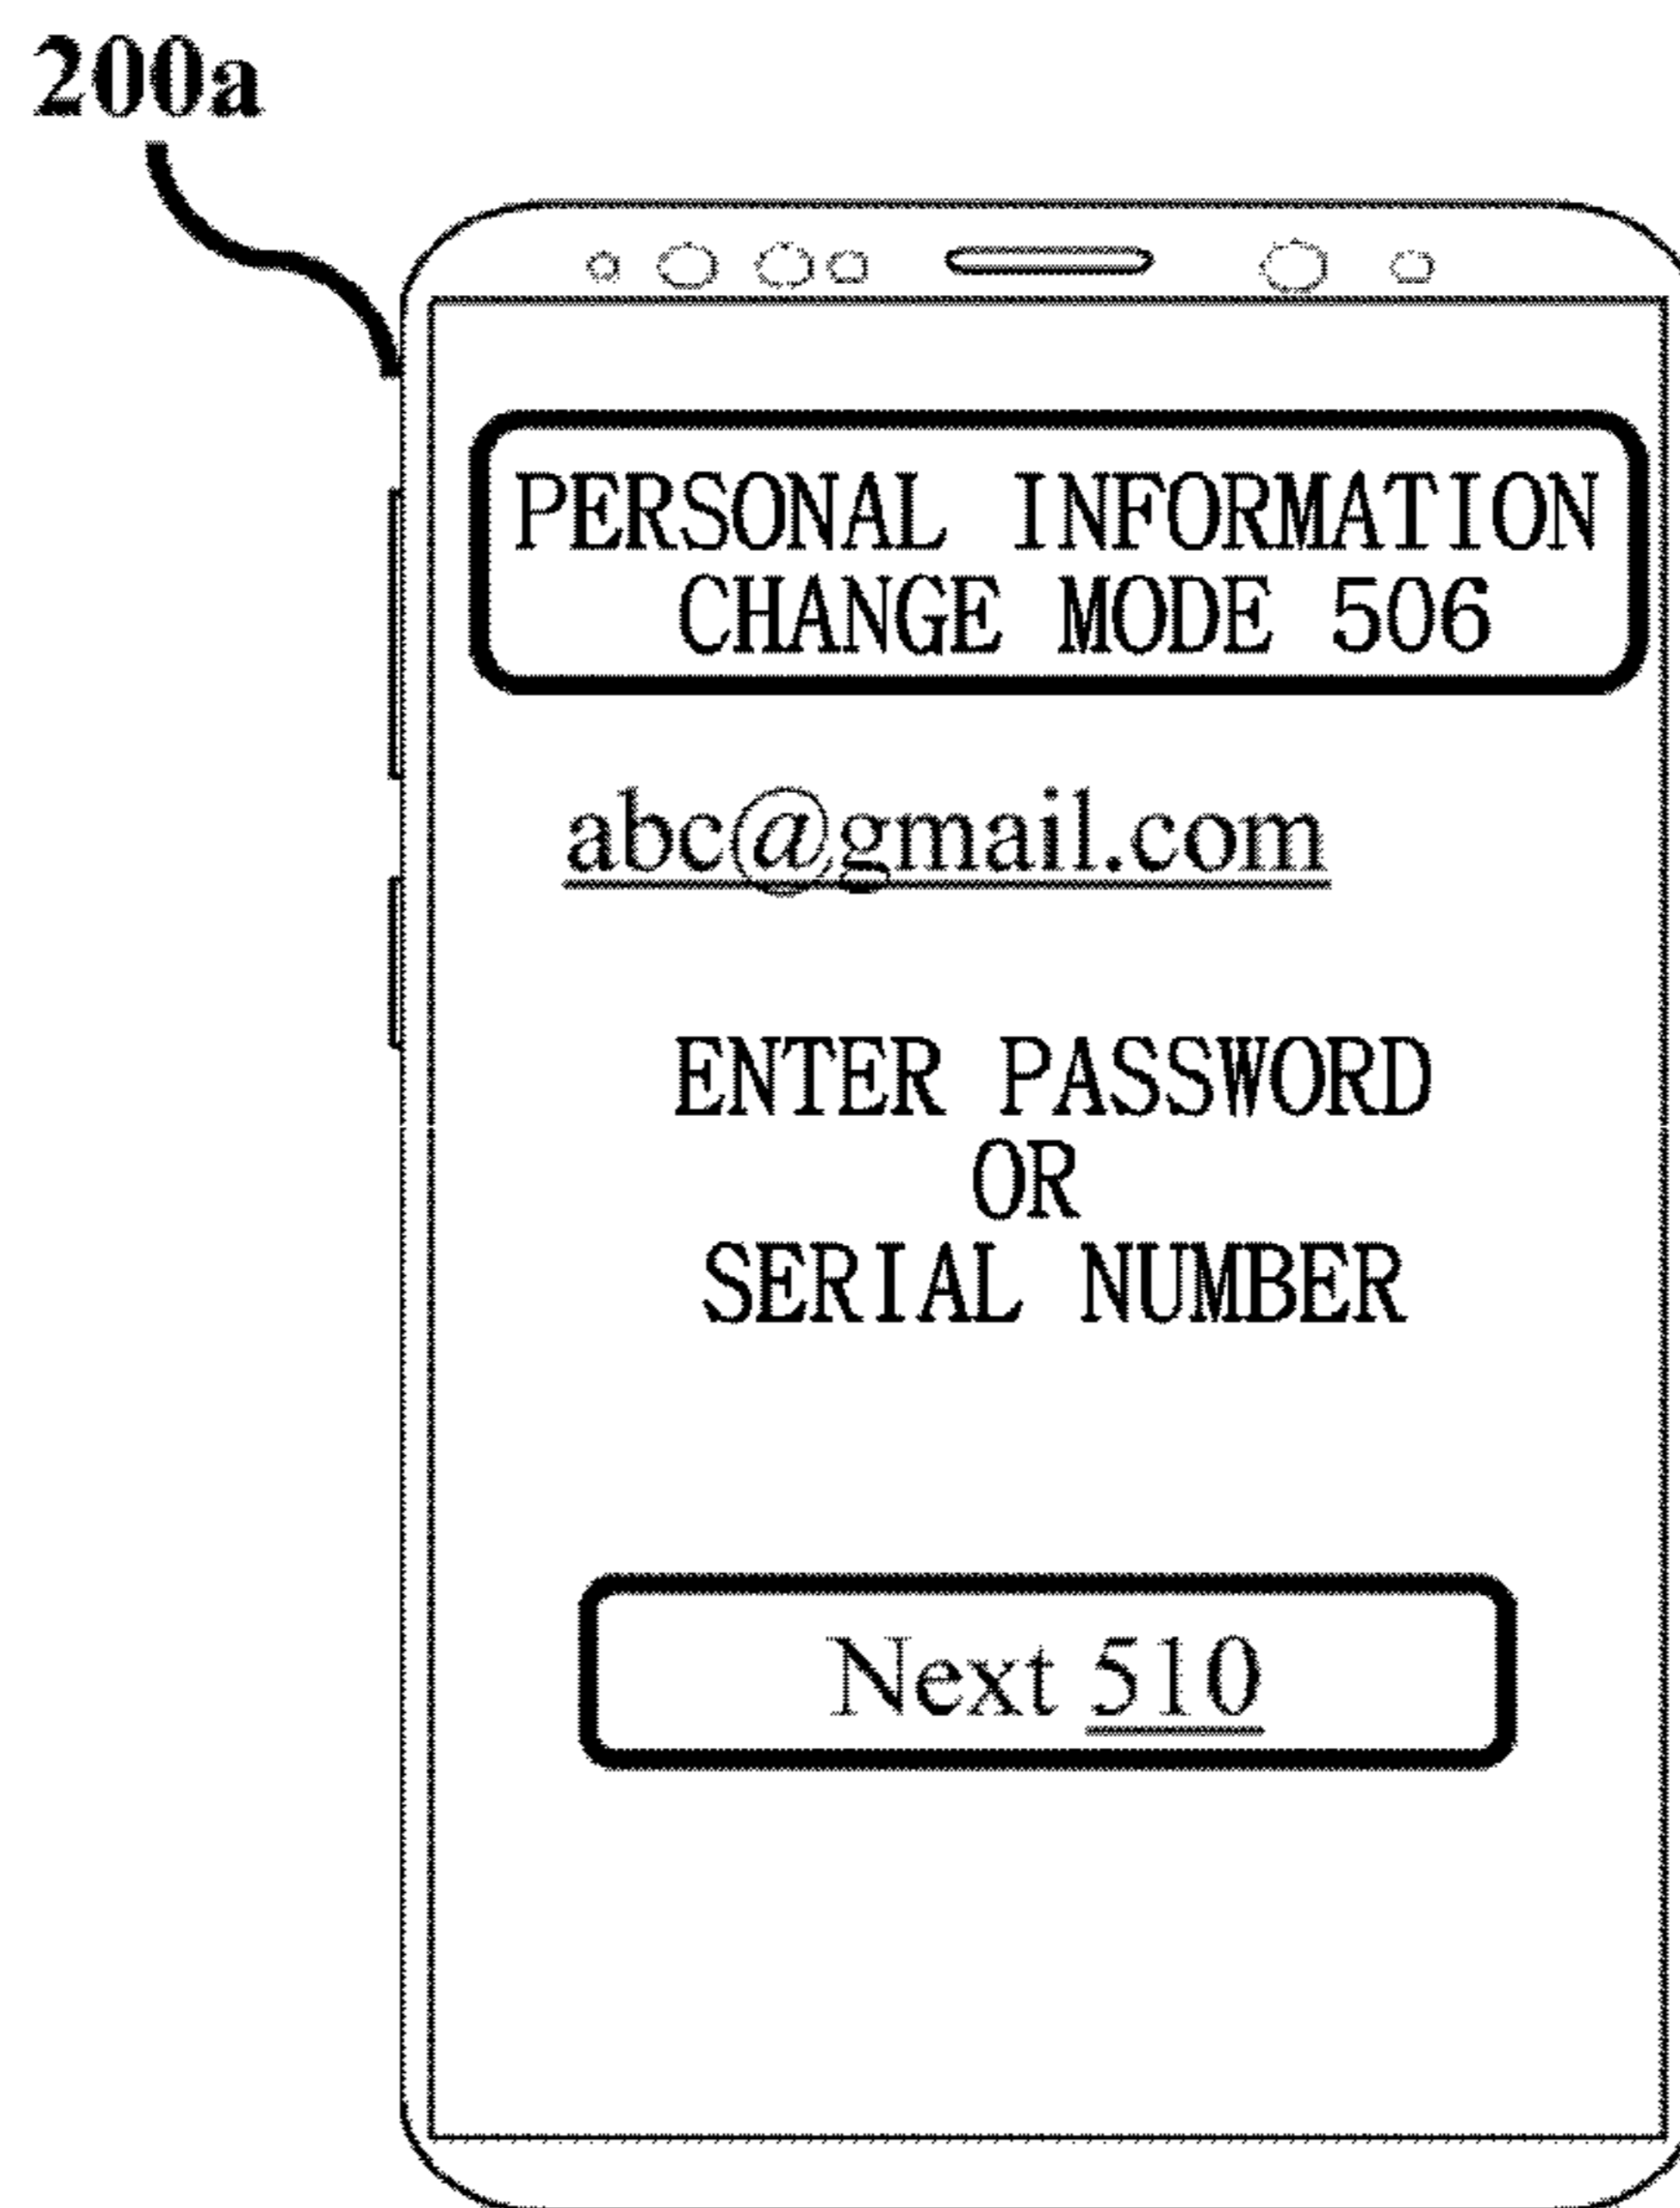 200a
PERSONAL INFORMATION
CHANGE MODE 506
abc@gmail.com
ENTER PASSWORD
OR
SERIAL NUMBER
Next 510